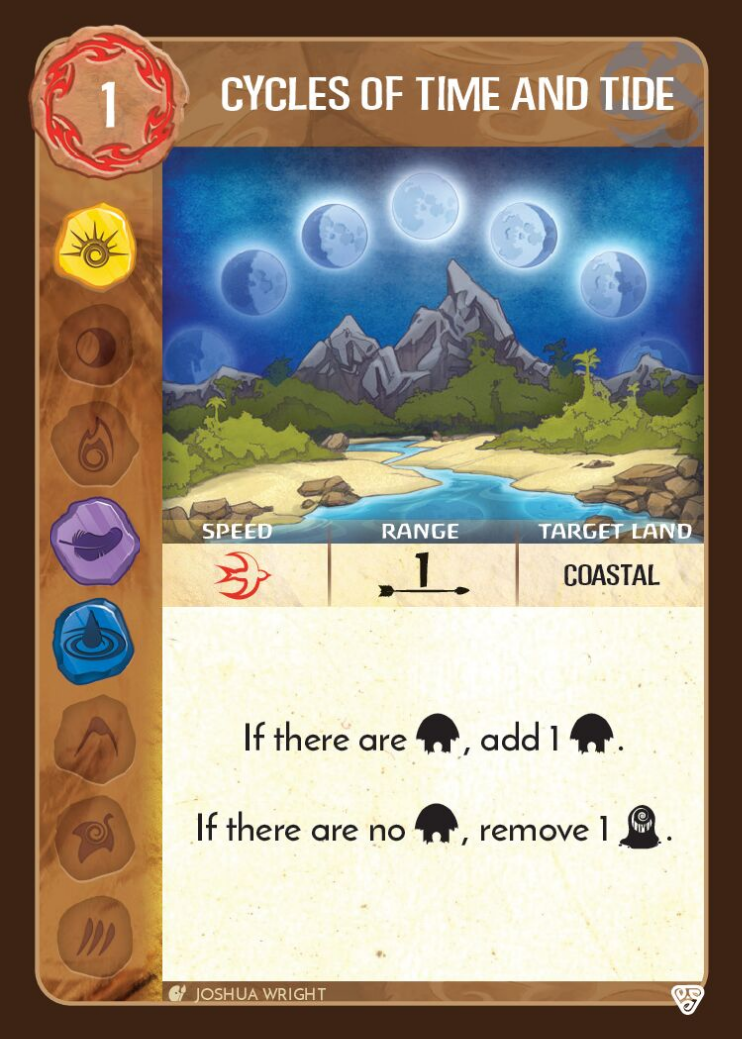 1
CYCLES OF TIME AND TIDE
SPEED RANGE TARGET LAND
1 COASTAL
If there are , add 1 .
If there are no , remove 1 .
JOSHUA WRIGHT